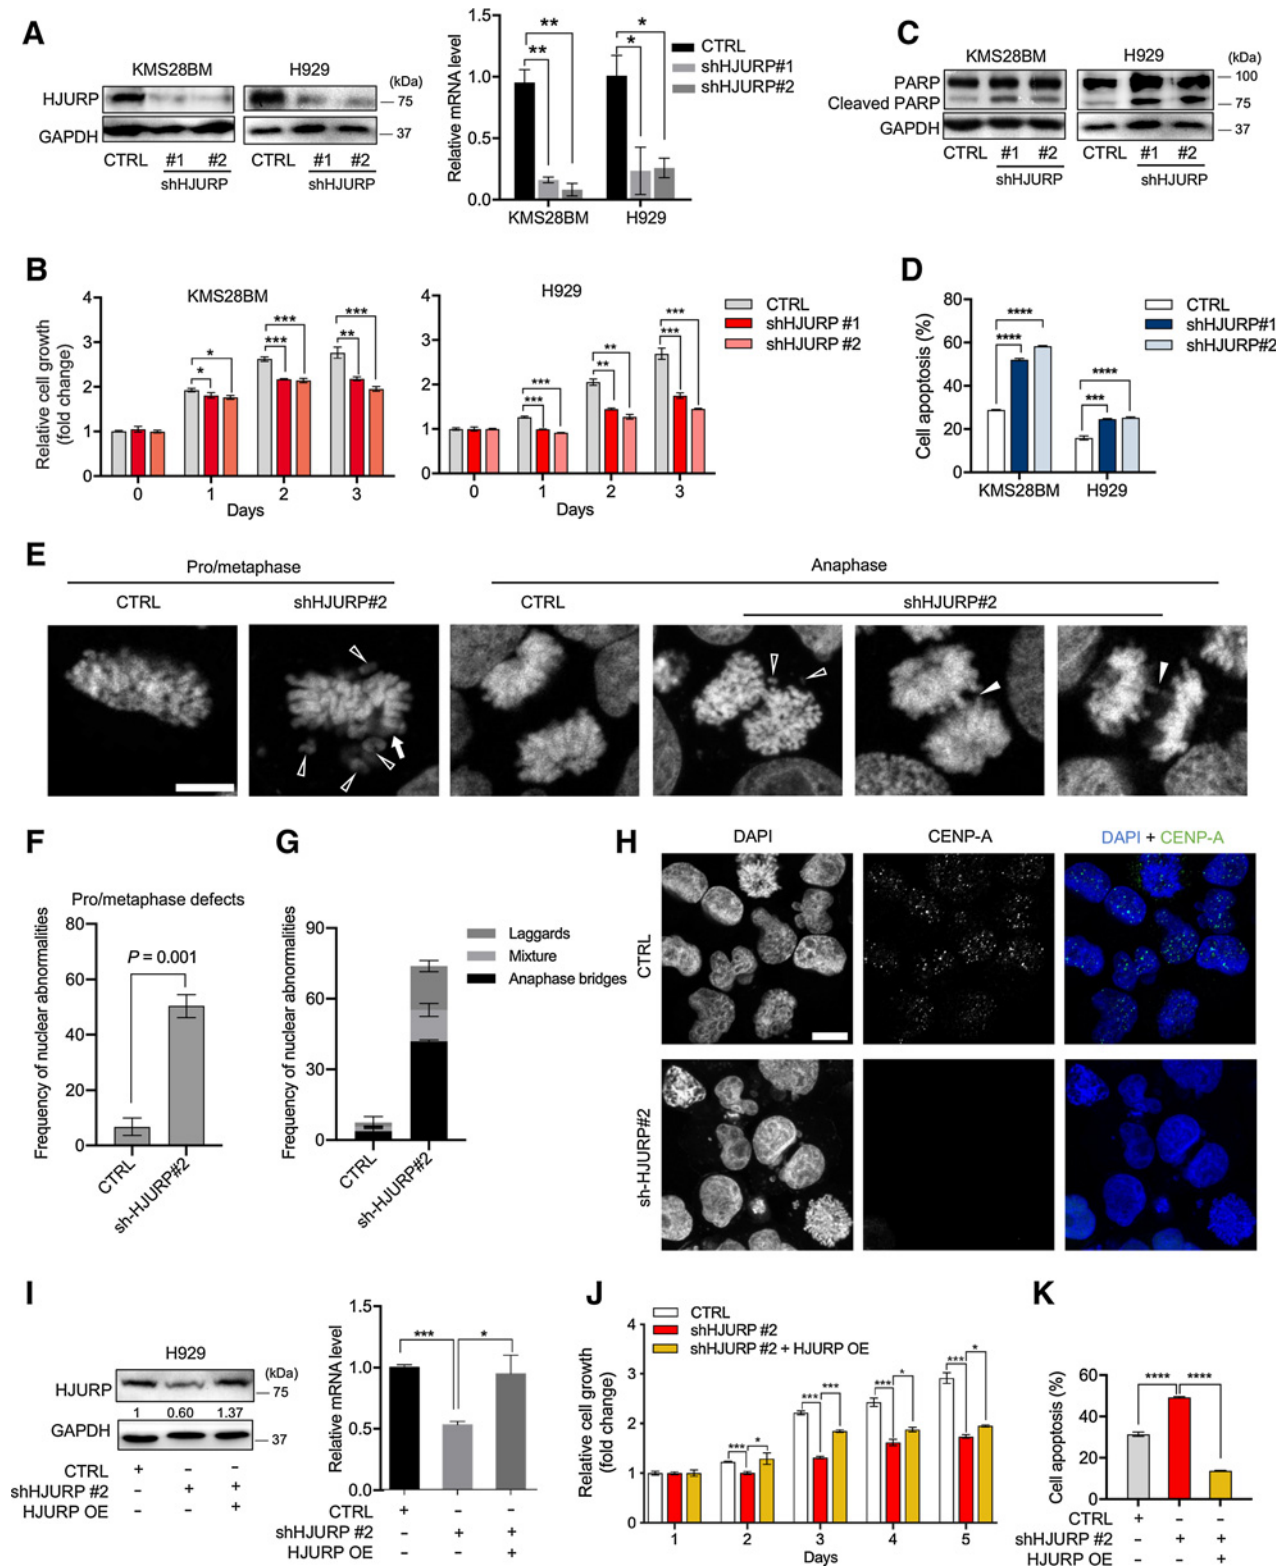 A
KMS28BM H929
(kDa)
HJURP
75
GAPDH
37
CTRL #1 #2 CTRL #1 #2
shHJURP shHJURP
Relative mRNA level
1.5
1.0
0.5
0.0
** ** * *
CTRL
shHJURP#1
shHJURP#2
KMS28BM H929
C
KMS28BM H929
(kDa)
PARP
100
Cleaved PARP
75
GAPDH
37
CTRL #1 #2 CTRL #1 #2
shHJURP shHJURP
B
KMS28BM
Relative cell growth
(fold change)
4
3
2
1
0
* * *** *** *** **
0 1 2 3
Days
H929
4
3
2
1
0
*** *** ** ** *** ***
0 1 2 3
Days
CTRL
shHJURP #1
shHJURP #2
D
Cell apoptosis (%)
80
60
40
20
0
**** **** **** ***
CTRL
shHJURP#1
shHJURP#2
KMS28BM H929
E
Pro/metaphase Anaphase
CTRL shHJURP#2 CTRL shHJURP#2
F
Pro/metaphase defects
Frequency of nuclear abnormalities
80
60
40
20
0
P = 0.001
CTRL
sh-HJURP#2
G
Frequency of nuclear abnormalities
90
60
30
0
Laggards
Mixture
Anaphase bridges
CTRL
sh-HJURP#2
H
DAPI CENP-A DAPI + CENP-A
CTRL
sh-HJURP#2
I
H929
(kDa)
HJURP
75
1 0.60 1.37
GAPDH
37
CTRL + - -
shHJURP #2 - + +
HJURP OE - - +
Relative mRNA level
1.5
1.0
0.5
0.0
*** *
CTRL + - -
shHJURP #2 - + +
HJURP OE - - +
J
CTRL
shHJURP #2
shHJURP #2 + HJURP OE
Relative cell growth
(fold change)
4
3
2
1
0
*** * *** *** *** * *** *
1 2 3 4 5
Days
K
Cell apoptosis (%)
60
40
20
0
**** ****
CTRL + - -
shHJURP #2 - + +
HJURP OE - - +